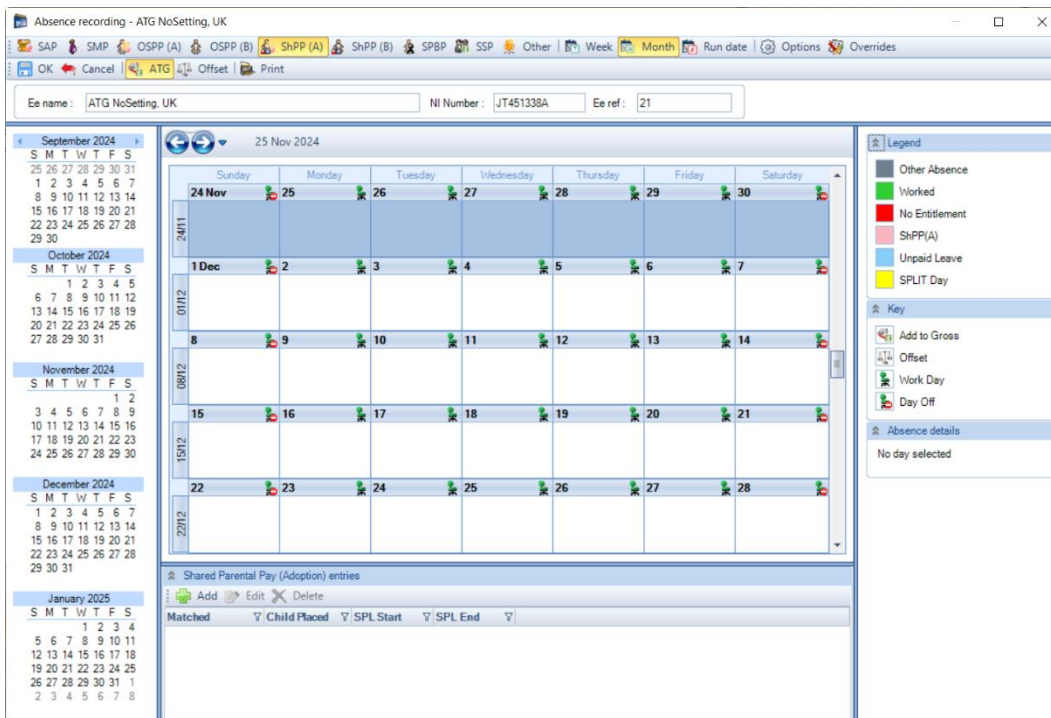 Absence recording - ATG NoSetting, UK
SAP SMP OSPP (A) OSPP (B) ShPP (A) ShPP (B) SPBP SSP Other Week Month Run date Options Overrides
OK Cancel ATG Offset Print
Ee name : ATG NoSetting, UK NI Number : JT451338A Ee ref : 21
September 2024
S M T W T F S
25 26 27 28 29 30 31
1 2 3 4 5 6 7
8 9 10 11 12 13 14
15 16 17 18 19 20 21
22 23 24 25 26 27 28
29 30
October 2024
S M T W T F S
1 2 3 4 5
6 7 8 9 10 11 12
13 14 15 16 17 18 19
20 21 22 23 24 25 26
27 28 29 30 31
November 2024
S M T W T F S
1 2
3 4 5 6 7 8 9
10 11 12 13 14 15 16
17 18 19 20 21 22 23
24 25 26 27 28 29 30
December 2024
S M T W T F S
1 2 3 4 5 6 7
8 9 10 11 12 13 14
15 16 17 18 19 20 21
22 23 24 25 26 27 28
29 30 31
January 2025
S M T W T F S
1 2 3 4
5 6 7 8 9 10 11
12 13 14 15 16 17 18
19 20 21 22 23 24 25
26 27 28 29 30 31 1
2 3 4 5 6 7 8
25 Nov 2024
Sunday Monday Tuesday Wednesday Thursday Friday Saturday
24 Nov 25 26 27 28 29 30
24/11
1 Dec 2 3 4 5 6 7
01/12
8 9 10 11 12 13 14
08/12
15 16 17 18 19 20 21
15/12
22 23 24 25 26 27 28
22/12
Shared Parental Pay (Adoption) entries
Add Edit Delete
Matched Child Placed SPL Start SPL End
Legend
Other Absence
Worked
No Entitlement
ShPP(A)
Unpaid Leave
SPLIT Day
Key
Add to Gross
Offset
Work Day
Day Off
Absence details
No day selected